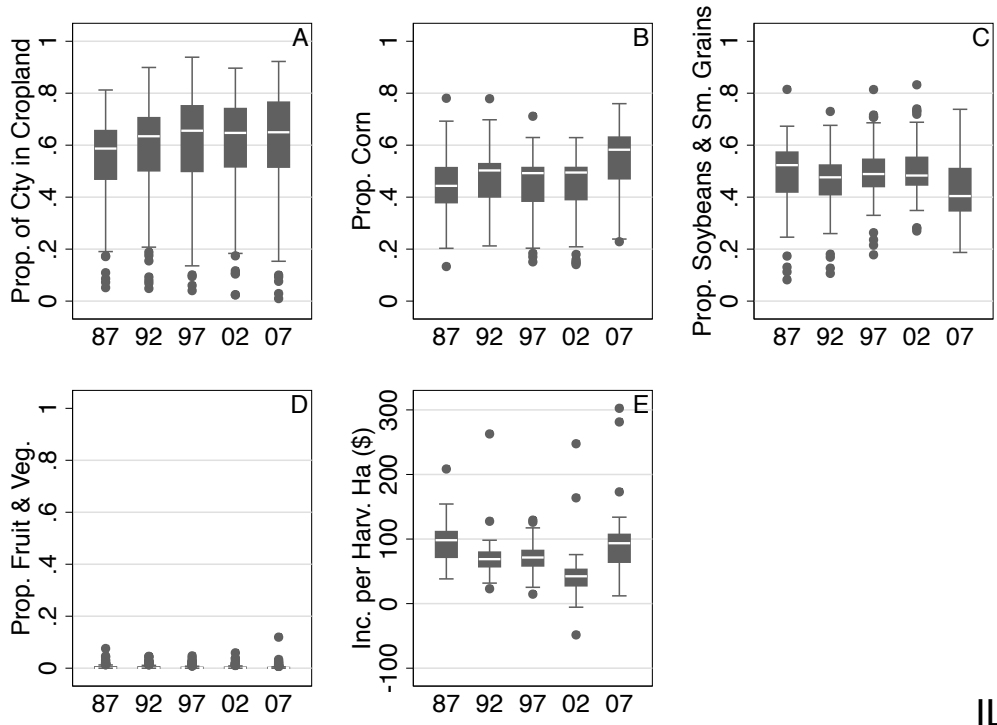 A
Prop. of Cty in Cropland
1
.8
.6
.4
.2
0
87 92 97 02 07
B
Prop. Corn
1
.8
.6
.4
.2
0
87 92 97 02 07
C
Prop. Soybeans & Sm. Grains
1
.8
.6
.4
.2
0
87 92 97 02 07
D
Prop. Fruit & Veg.
1
.8
.6
.4
.2
0
87 92 97 02 07
E
Inc. per Harv. Ha ($)
300
200
100
0
-100
87 92 97 02 07
IL